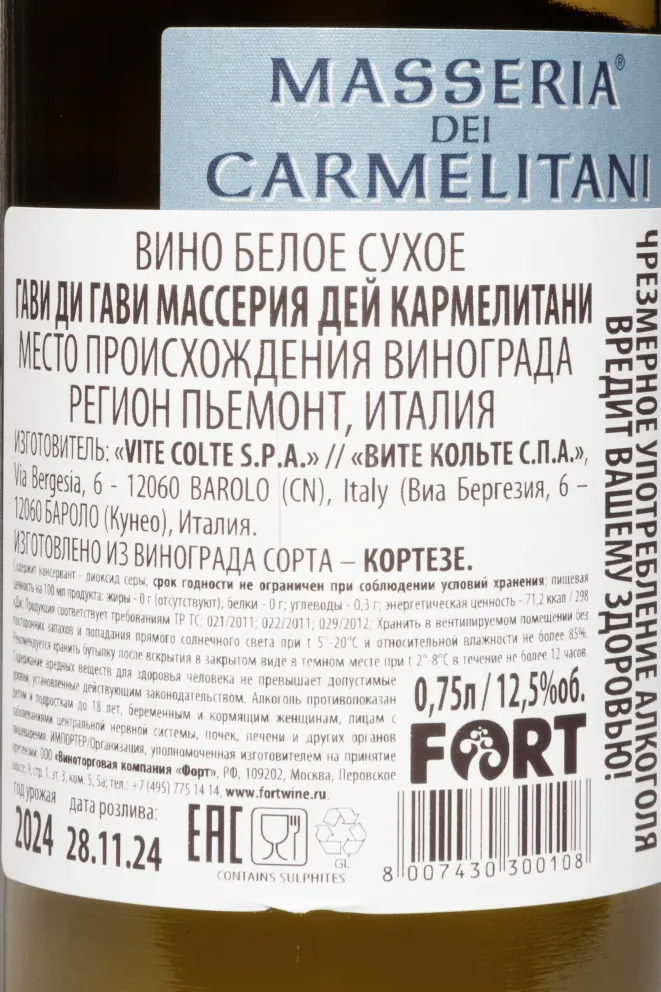 MASSERIA®
DEI
CARMELITANI
ВИНО БЕЛОЕ СУХОЕ
ГАВИ ДИ ГАВИ МАССЕРИЯ ДЕЙ КАРМЕЛИТАНИ
МЕСТО ПРОИСХОЖДЕНИЯ ВИНОГРАДА
РЕГИОН ПЬЕМОНТ, ИТАЛИЯ
ИЗГОТОВИТЕЛЬ: «VITE COLTE S.P.A.» // «ВИТЕ КОЛЬТЕ С.П.А.»,
Via Bergesia, 6 - 12060 BAROLO (CN), Italy (Виа Бергезия, 6 –
12060 БАРОЛО (Кунео), Италия.
ИЗГОТОВЛЕНО ИЗ ВИНОГРАДА СОРТА – КОРТЕЗЕ.
Содержит консервант - диоксид серы, срок годности не ограничен при соблюдении условий хранения; пищевая
ценность на 100 мл продукта: жиры - 0 г (отсутствуют), белки - 0 г; углеводы - 0,3 г; энергетическая ценность - 71,2 ккал / 298
кДж. Продукция соответствует требованиям ТР ТС: 021/2011; 022/2011; 029/2012; Хранить в вентилируемом помещении без
посторонних запахов и попадания прямого солнечного света при t 5°-20°С и относительной влажности не более 85%.
Рекомендуется хранить бутылку после вскрытия в закрытом виде в темном месте при t 2°-8°С в течение не более 12 часов.
Содержание вредных веществ для здоровья человека не превышает допустимые
уровни, установленные действующим законодательством. Алкоголь противопоказан
детям и подросткам до 18 лет, беременным и кормящим женщинам, лицам с
заболеваниями центральной нервной системы, почек, печени и других органов
пищеварения. ИМПОРТЕР/Организация, уполномоченная изготовителем на принятие
претензии: ООО «Виноторговая компания «Форт», РФ, 109202, Москва, Перовское
шоссе, 9, стр. 1, эт. 3, ком. 5, 5а; тел.: +7 (495) 775 14 14, www.fortwine.ru.
0,75л / 12,5%об.
FORT
год урожая
2024
дата розлива:
28.11.24
EAC
GL
CONTAINS SULPHITES
8 007430 300108
ЧРЕЗМЕРНОЕ УПОТРЕБЛЕНИЕ АЛКОГОЛЯ
ВРЕДИТ ВАШЕМУ ЗДОРОВЬЮ!